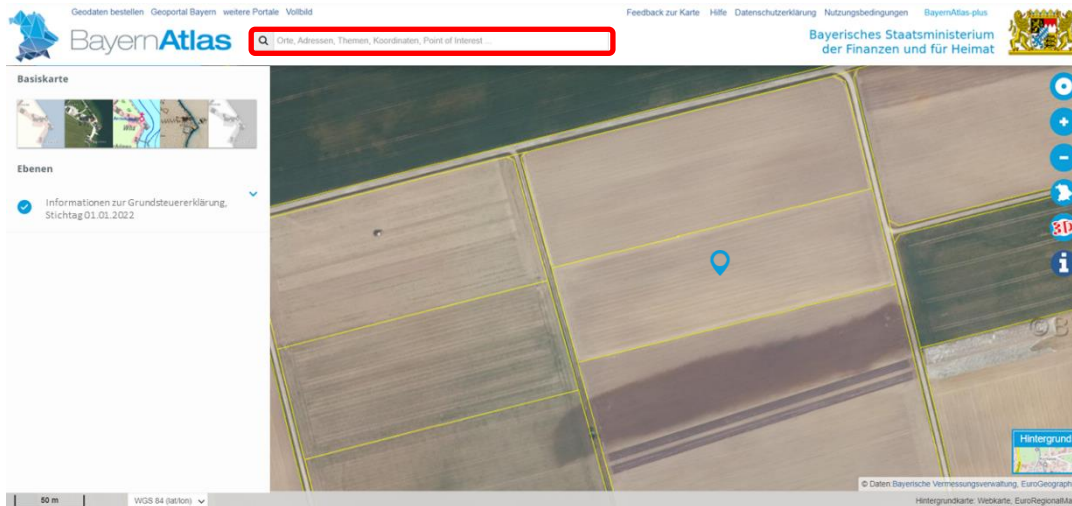 Geodaten bestellen Geoportal Bayern weitere Portale Vollbild
Feedback zur Karte Hilfe Datenschutzerklärung Nutzungsbedingungen BayernAtlas-plus
BayernAtlas
Orte, Adressen, Themen, Koordinaten, Point of Interest ...
Bayerisches Staatsministerium
der Finanzen und für Heimat
Basiskarte
Ebenen
Informationen zur Grundsteuererklärung,
Stichtag 01.01.2022
3D
i
© B
Hintergrund
© Daten:Bayerische Vermessungsverwaltung, EuroGeograph
50 m
WGS 84 (lat/lon)
Hintergrundkarte: Webkarte, EuroRegionalMa